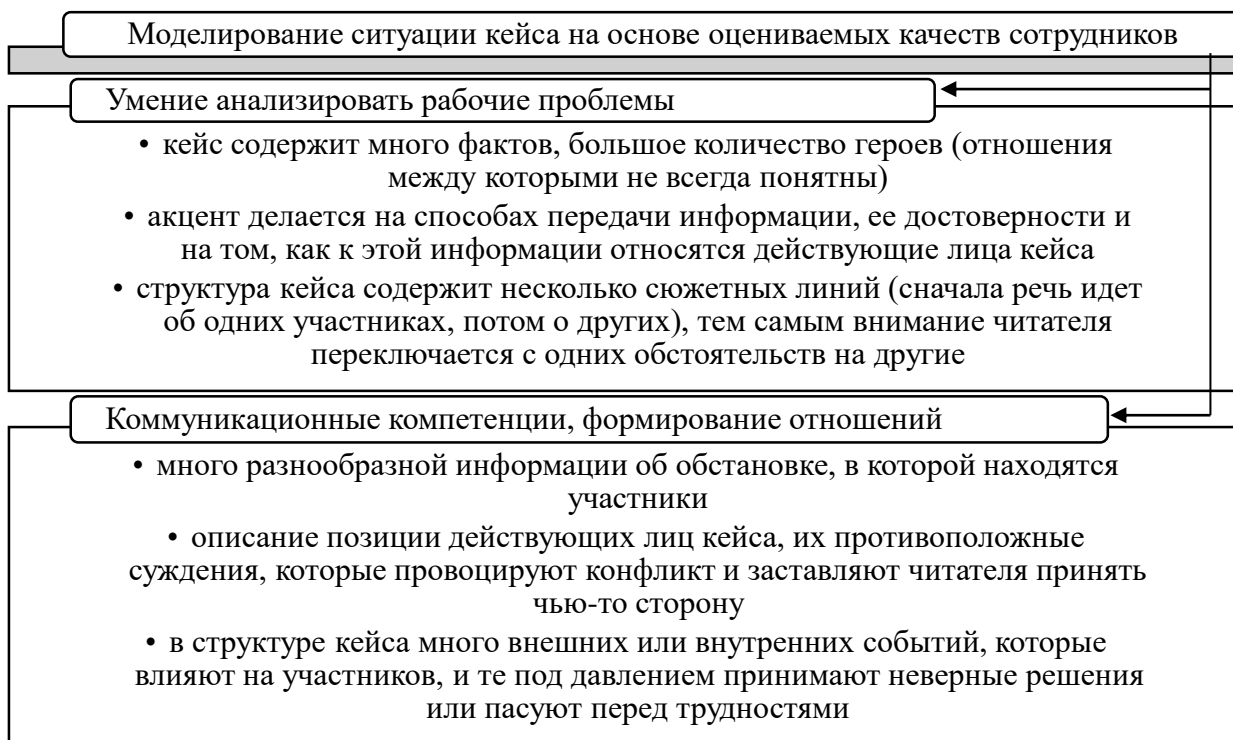 Моделирование ситуации кейса на основе оцениваемых качеств сотрудников
Умение анализировать рабочие проблемы
• кейс содержит много фактов, большое количество героев (отношения
между которыми не всегда понятны)
• акцент делается на способах передачи информации, ее достоверности и
на том, как к этой информации относятся действующие лица кейса
• структура кейса содержит несколько сюжетных линий (сначала речь идет
об одних участниках, потом о других), тем самым внимание читателя
переключается с одних обстоятельств на другие
Коммуникационные компетенции, формирование отношений
• много разнообразной информации об обстановке, в которой находятся
участники
• описание позиции действующих лиц кейса, их противоположные
суждения, которые провоцируют конфликт и заставляют читателя принять
чью-то сторону
• в структуре кейса много внешних или внутренних событий, которые
влияют на участников, и те под давлением принимают неверные решения
или пасуют перед трудностями